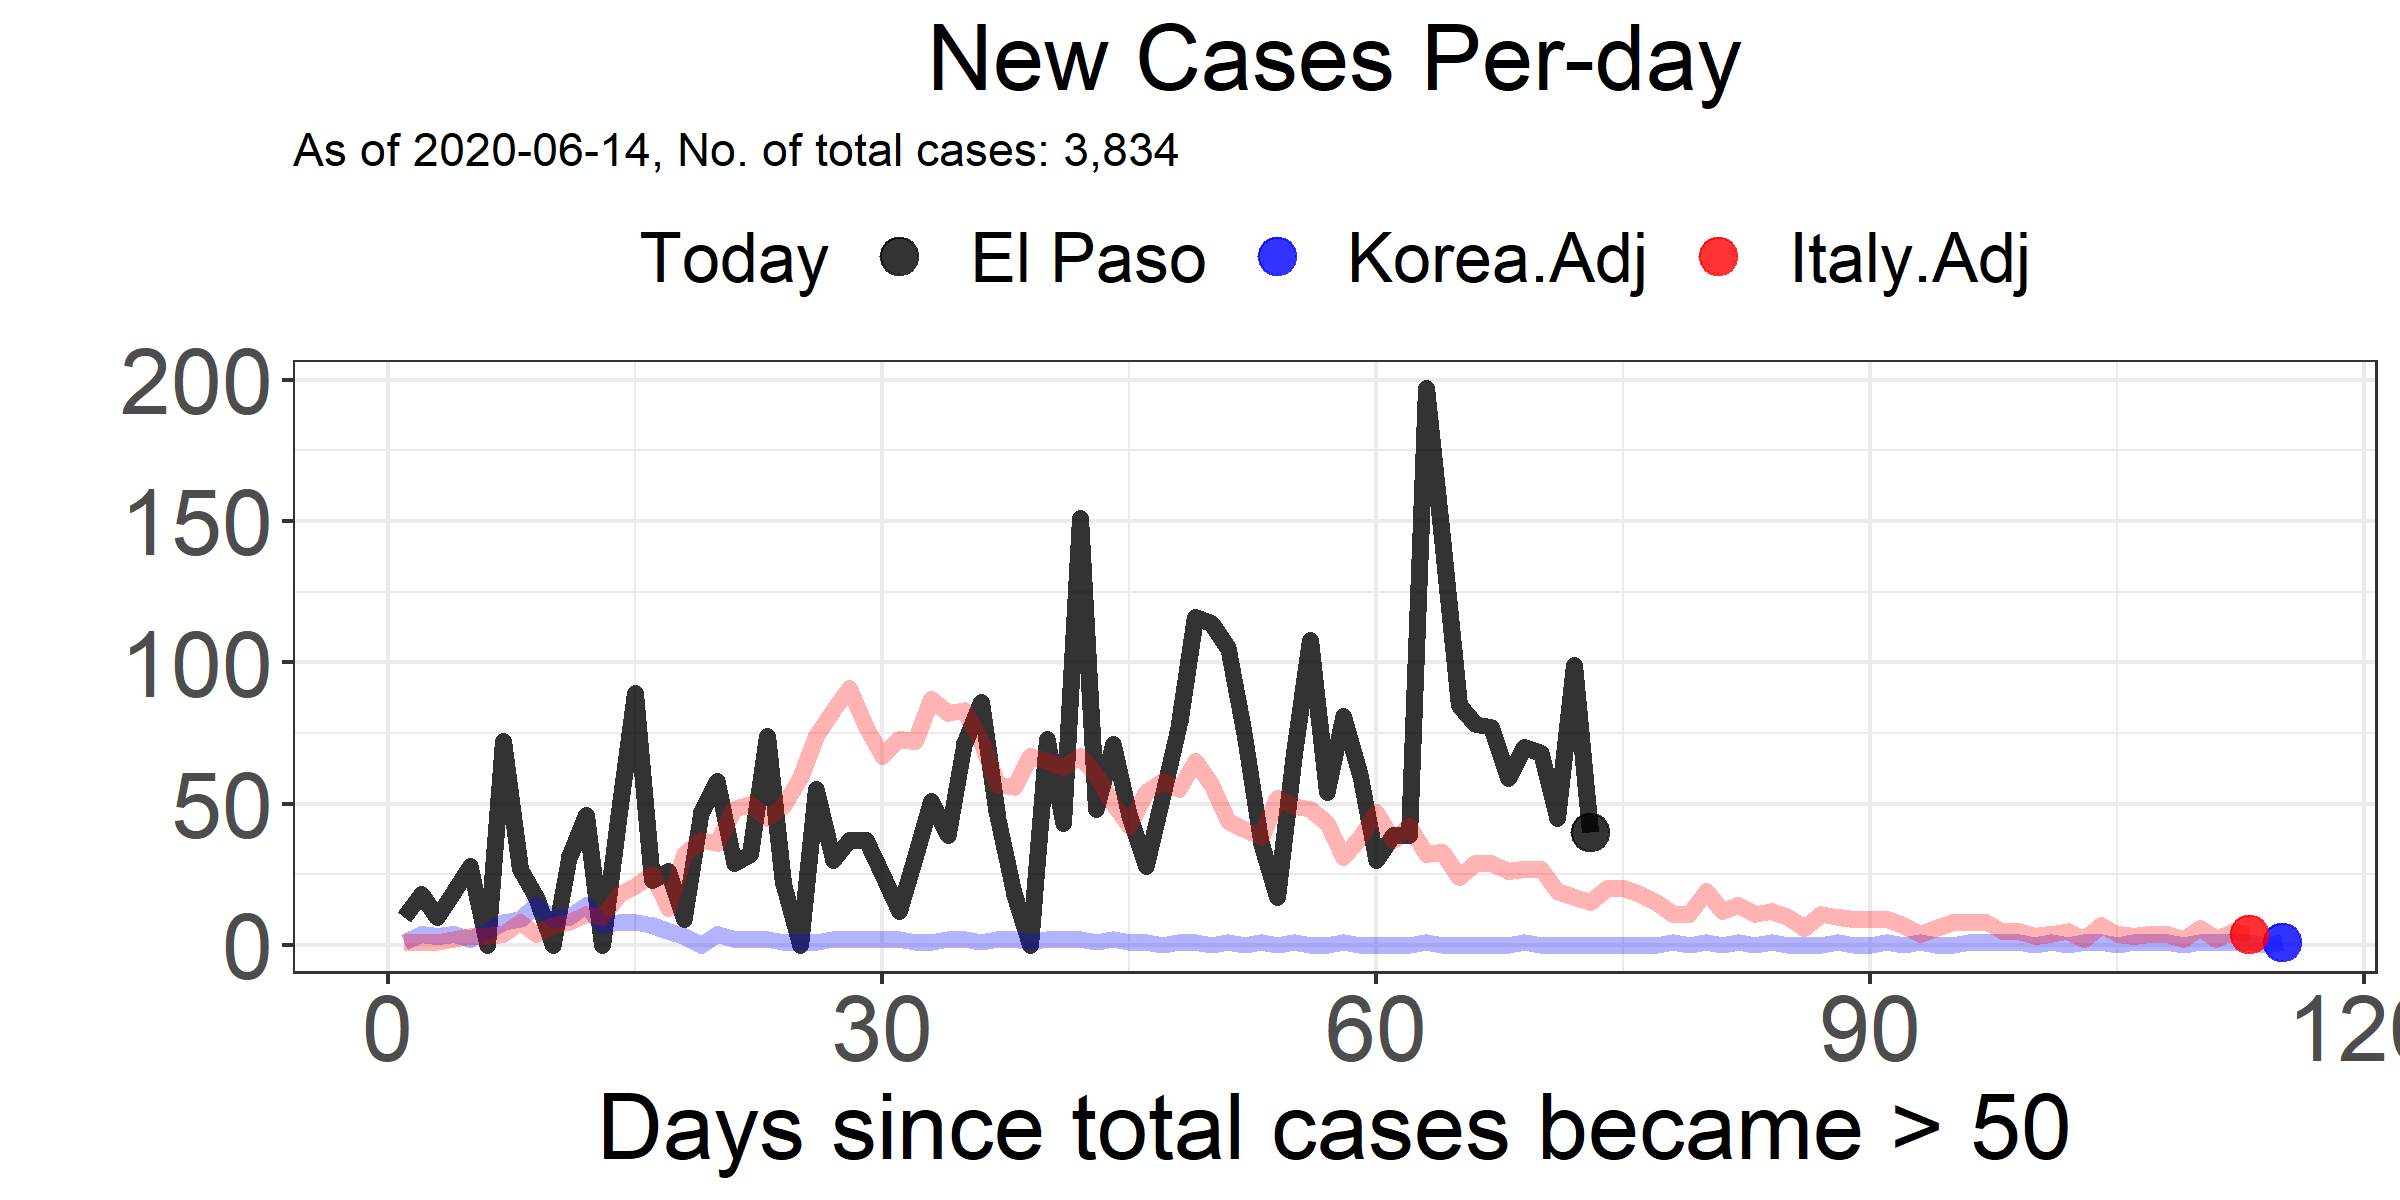 New Cases Per-day
As of 2020-06-14, No. of total cases: 3,834
Today El Paso Korea.Adj Italy.Adj
200
150
100
50
0
0 30 60 90 120
Days since total cases became > 50